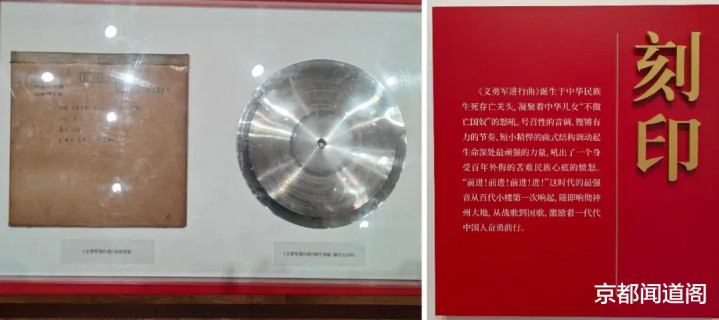 刻印
《义勇军进行曲》诞生于中华民族
生死存亡关头,凝聚着中华儿女“不做
亡国奴”的怒吼。号召性的音调、铿锵有
力的节奏、短小精悍的曲式结构调动起
生命深处最顽强的力量,吼出了一个身
受百年外侮的苦难民族心底的愤怒。
“前进!前进!前进!进!”这时代的最强
音从百代小楼第一次响起,随即响彻神
州大地,从战歌到国歌,激励着一代代
中国人奋勇前行。
京都闻道阁